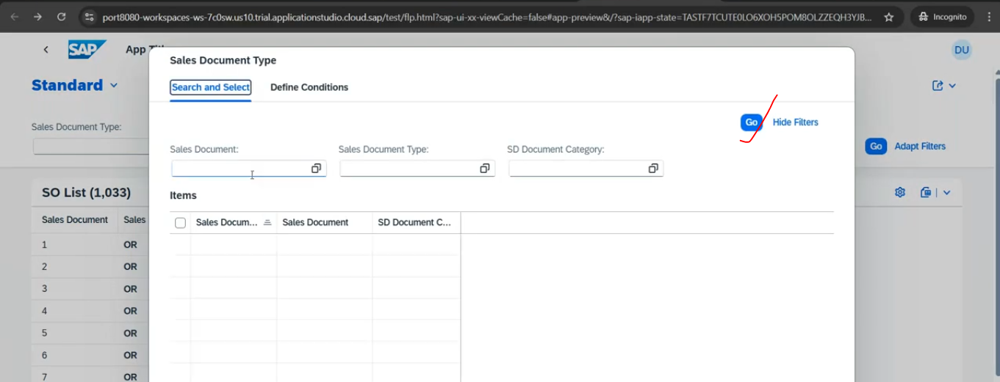 port8080-workspaces-ws-7c0sw.us10.trial.applicationstudio.cloud.sap/test/flp.html?sap-ui-xx-viewCache=false#app-preview&/?sap-iapp-state=TASTF7TCUTE0LO6XOH5POM8OLZZEQH3YJB... Incognito
SAP App Titl DU
Sales Document Type
Standard
Search and Select Define Conditions
Go Hide Filters
Sales Document Type:
Go Adapt Filters
Sales Document: Sales Document Type: SD Document Category:
SO List (1,033)
Items
Sales Document Sales
Sales Docum... Sales Document SD Document C...
1 OR
2 OR
3 OR
4 OR
5 OR
6 OR
7 OR